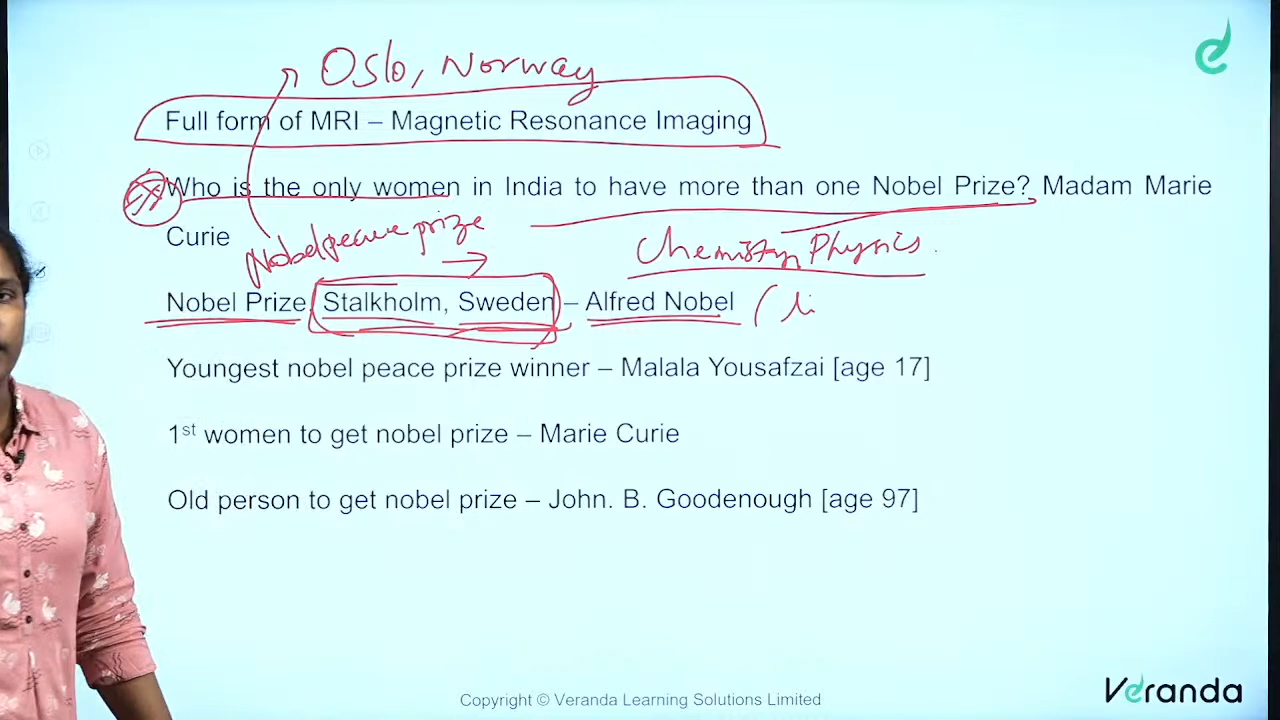 Oslo, Norway
Full form of MRI – Magnetic Resonance Imaging
Who is the only women in India to have more than one Nobel Prize? Madam Marie
Curie
Nobel peace prize
Chemistry, Physics.
Nobel Prize, Stalkholm, Sweden – Alfred Nobel
Youngest nobel peace prize winner – Malala Yousafzai [age 17]
1st women to get nobel prize – Marie Curie
Old person to get nobel prize – John. B. Goodenough [age 97]
Copyright © Veranda Learning Solutions Limited
Veranda